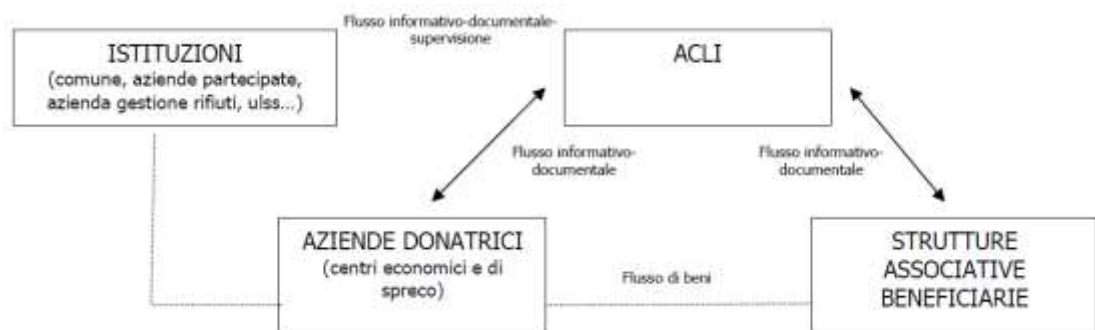 Flusso informativo-documentale-
supervisione
ISTITUZIONI
(comune, aziende partecipate,
azienda gestione rifiuti, ulss...)
ACLI
Flusso informativo-
documentale
Flusso informativo-
documentale
AZIENDE DONATRICI
(centri economici e di
spreco)
Flusso di beni
STRUTTURE
ASSOCIATIVE
BENEFICIARIE